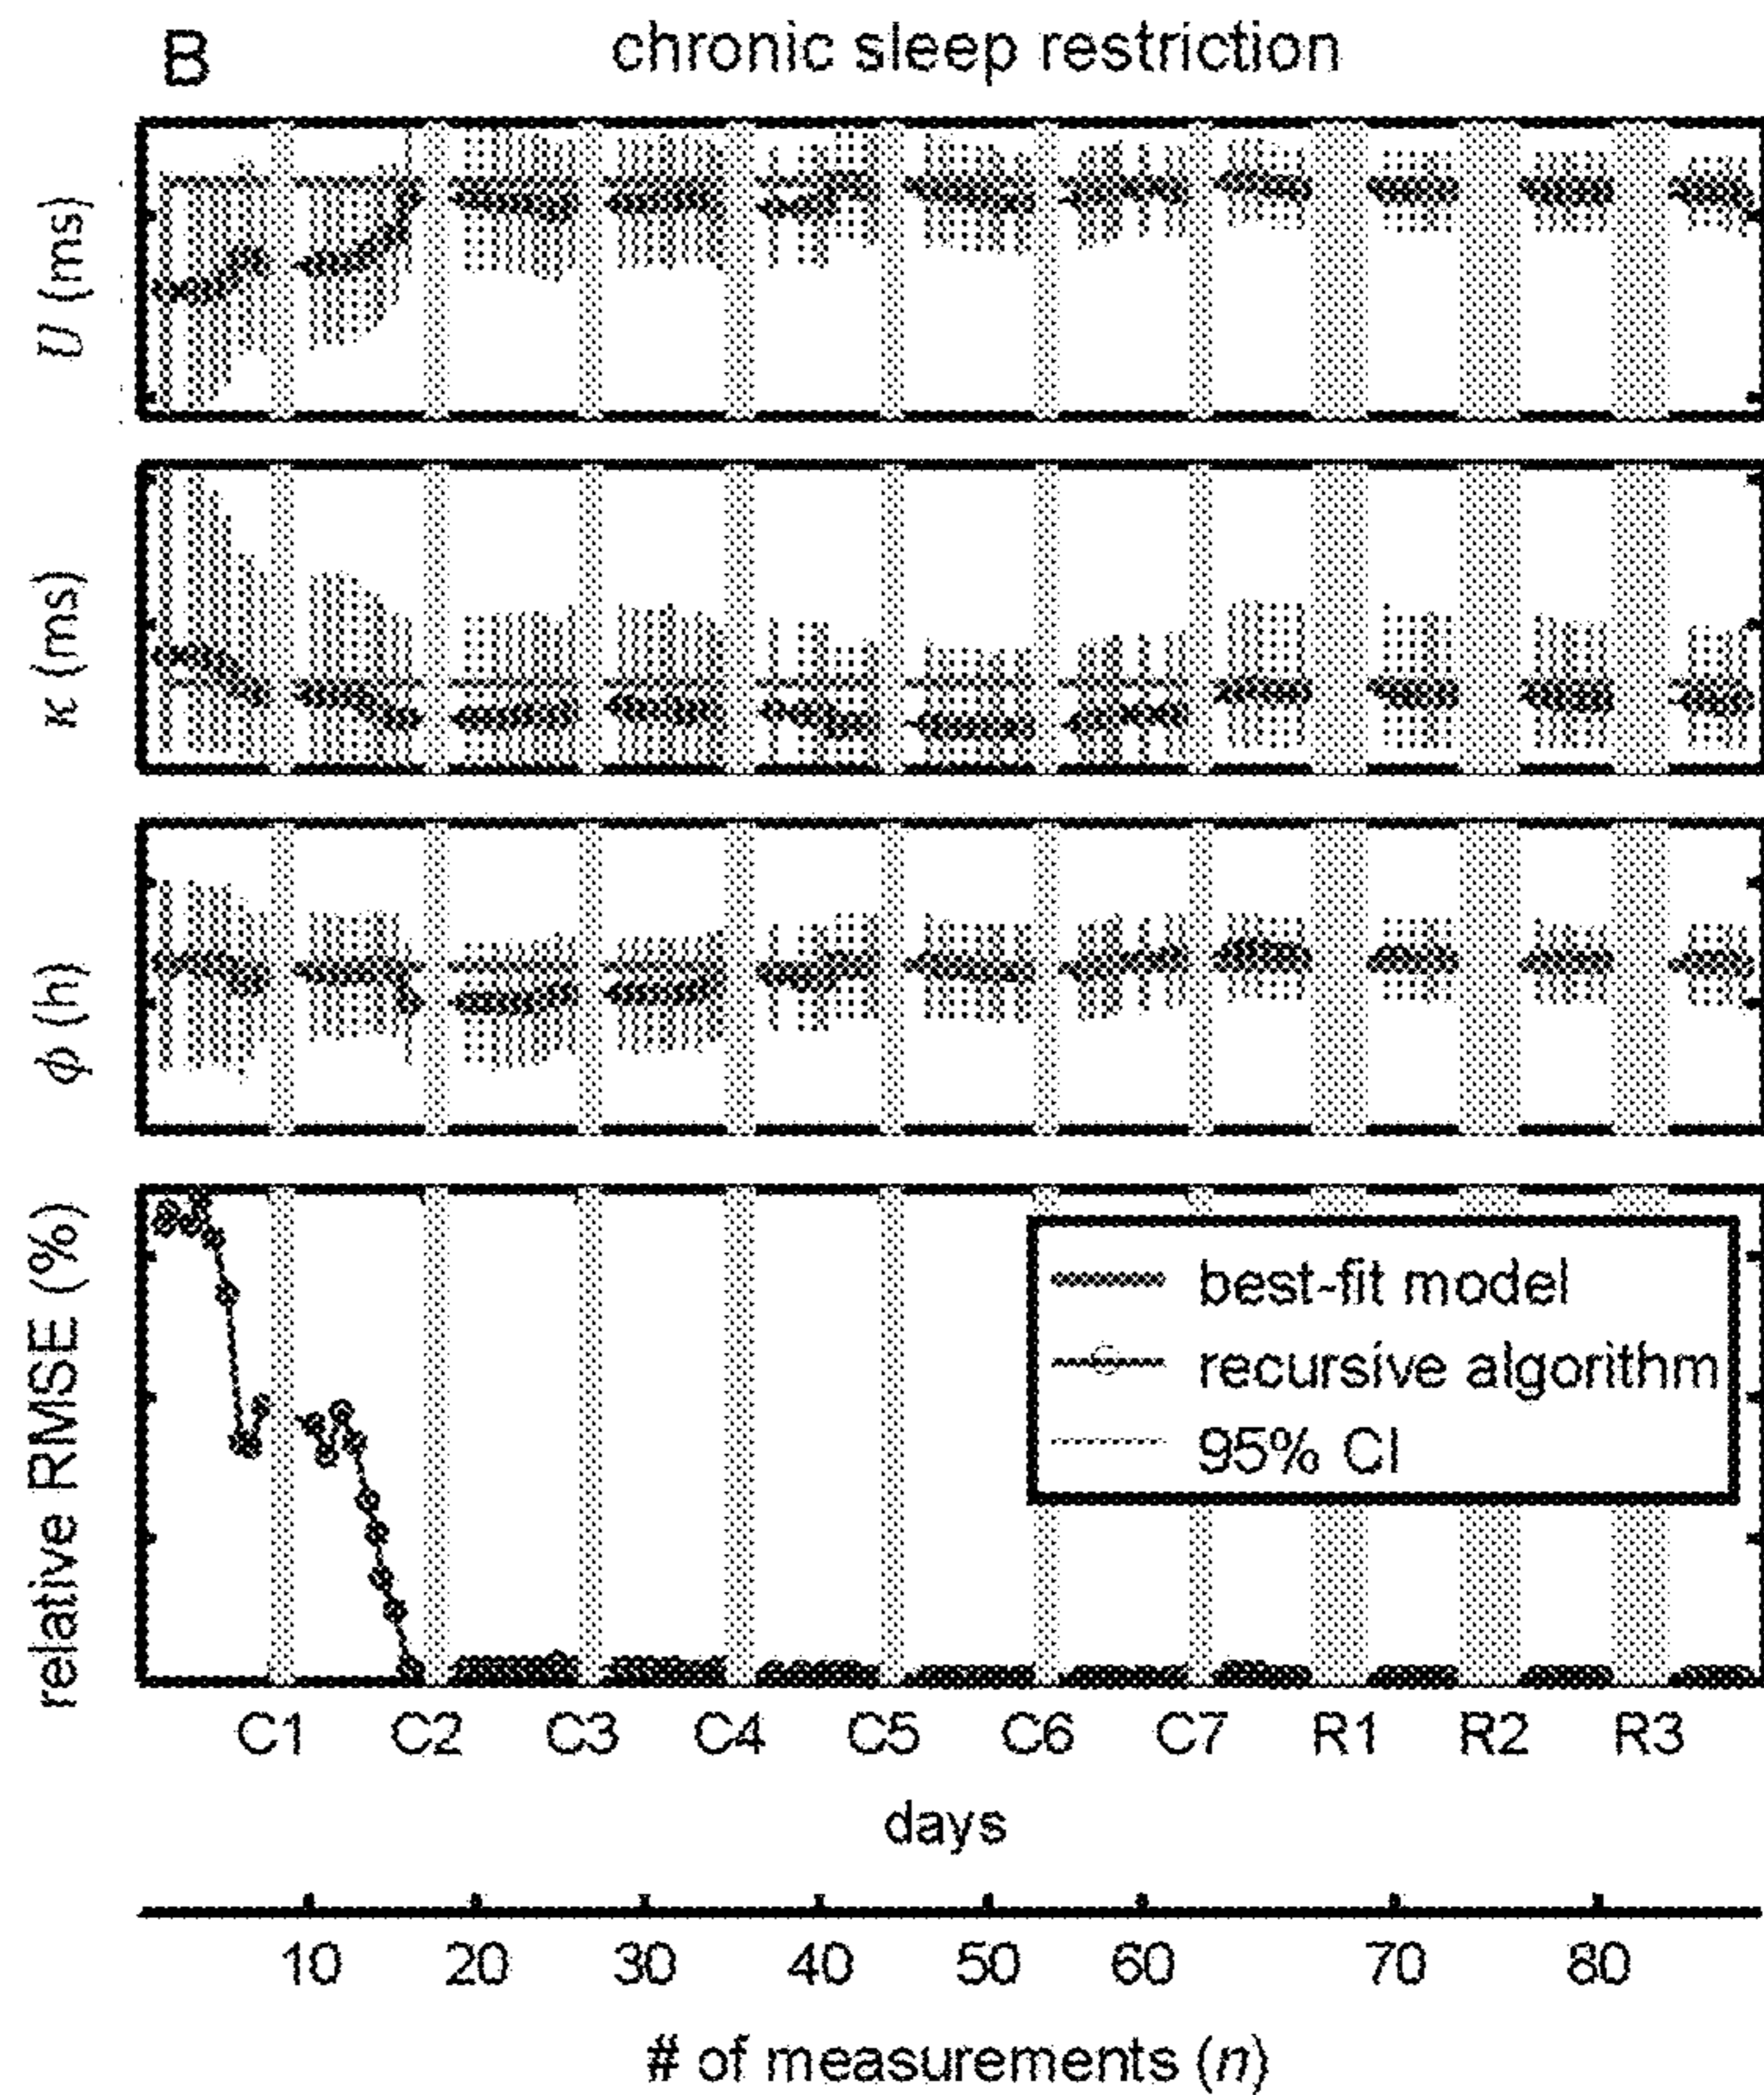 B
chronic sleep restriction
U (ms)
κ (ms)
ϕ (h)
relative RMSE (%)
best-fit model
recursive algorithm
95% CI
C1 C2 C3 C4 C5 C6 C7 R1 R2 R3
days
10 20 30 40 50 60 70 80
# of measurements (n)